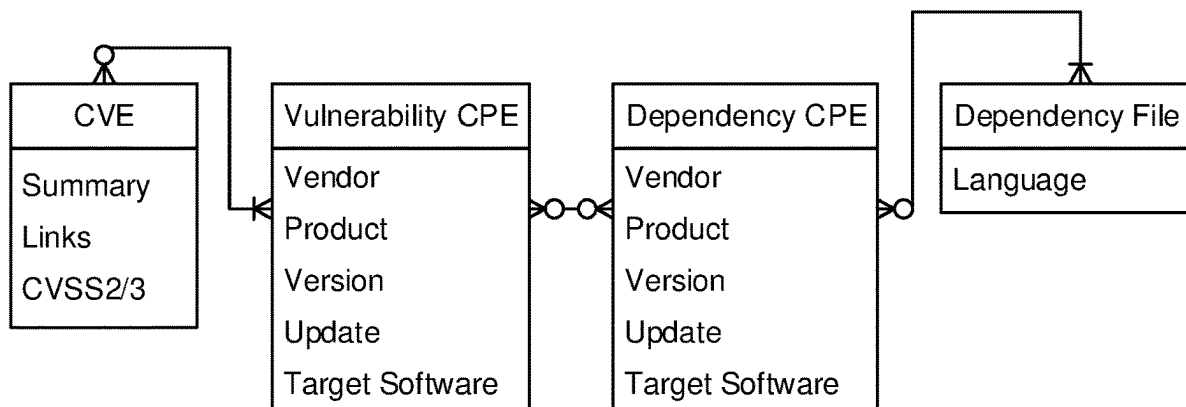 CVE
Summary
Links
CVSS2/3
Vulnerability CPE
Vendor
Product
Version
Update
Target Software
Dependency CPE
Vendor
Product
Version
Update
Target Software
Dependency File
Language